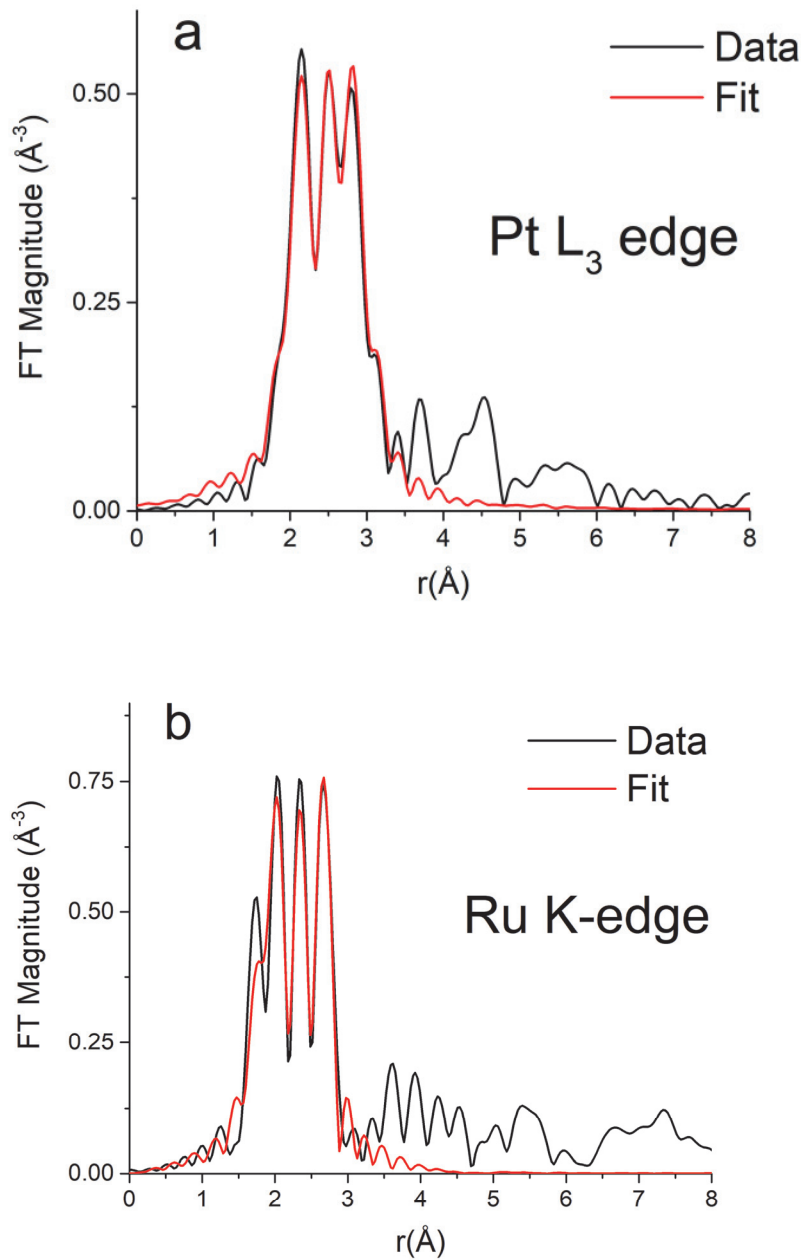 a
Data
Fit
Pt L₃ edge
FT Magnitude (Å⁻³)
0.50
0.25
0.00
0 1 2 3 4 5 6 7 8
r(Å)
b
Data
Fit
Ru K-edge
FT Magnitude (Å⁻³)
0.75
0.50
0.25
0.00
0 1 2 3 4 5 6 7 8
r(Å)